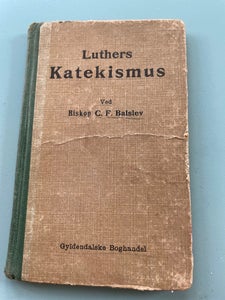 Luthers
Katekismus
Ved
Biskop C. F. Balslev
Gyldendalske Boghandel